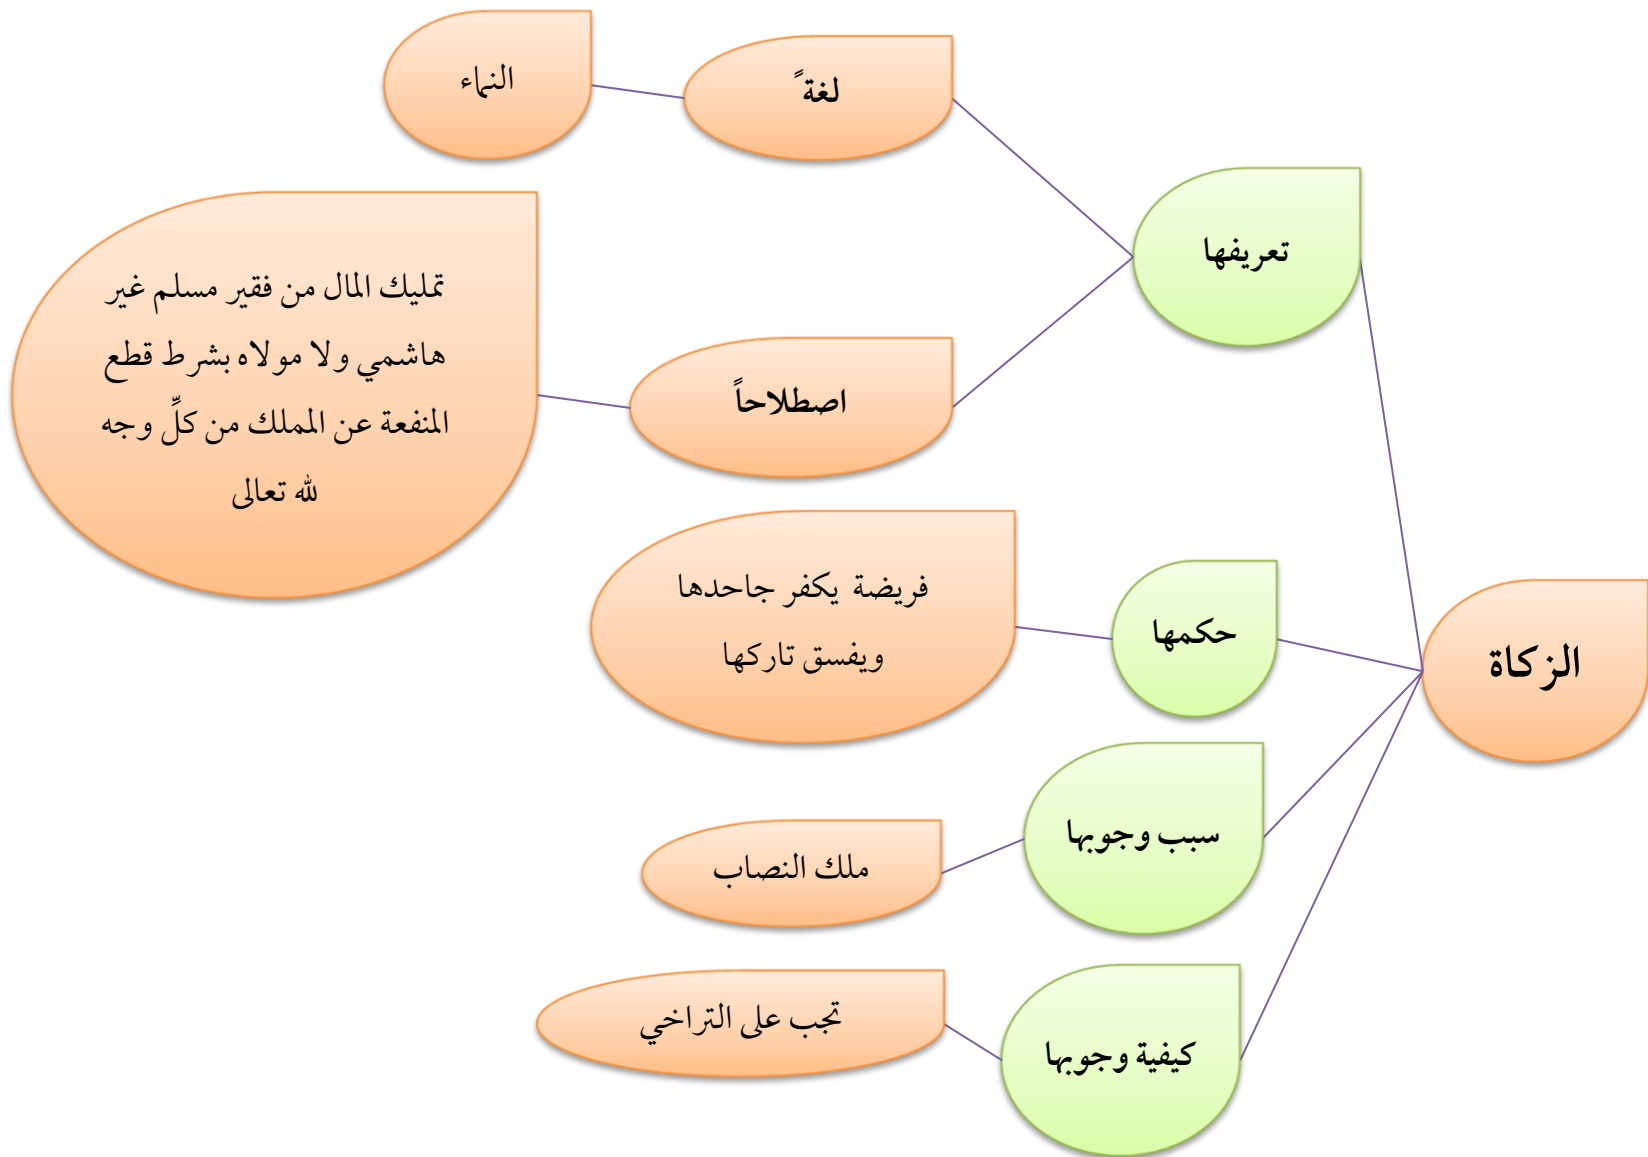 الزكاة
تعريفها
لغةً
النماء
اصطلاحاً
تمليك المال من فقير مسلم غير
هاشمي ولا مولاه بشرط قطع
المنفعة عن المملك من كلِّ وجه
لله تعالى
حكمها
فريضة يكفر جاحدها
ويفسق تاركها
سبب وجوبها
ملك النصاب
كيفية وجوبها
تجب على التراخي